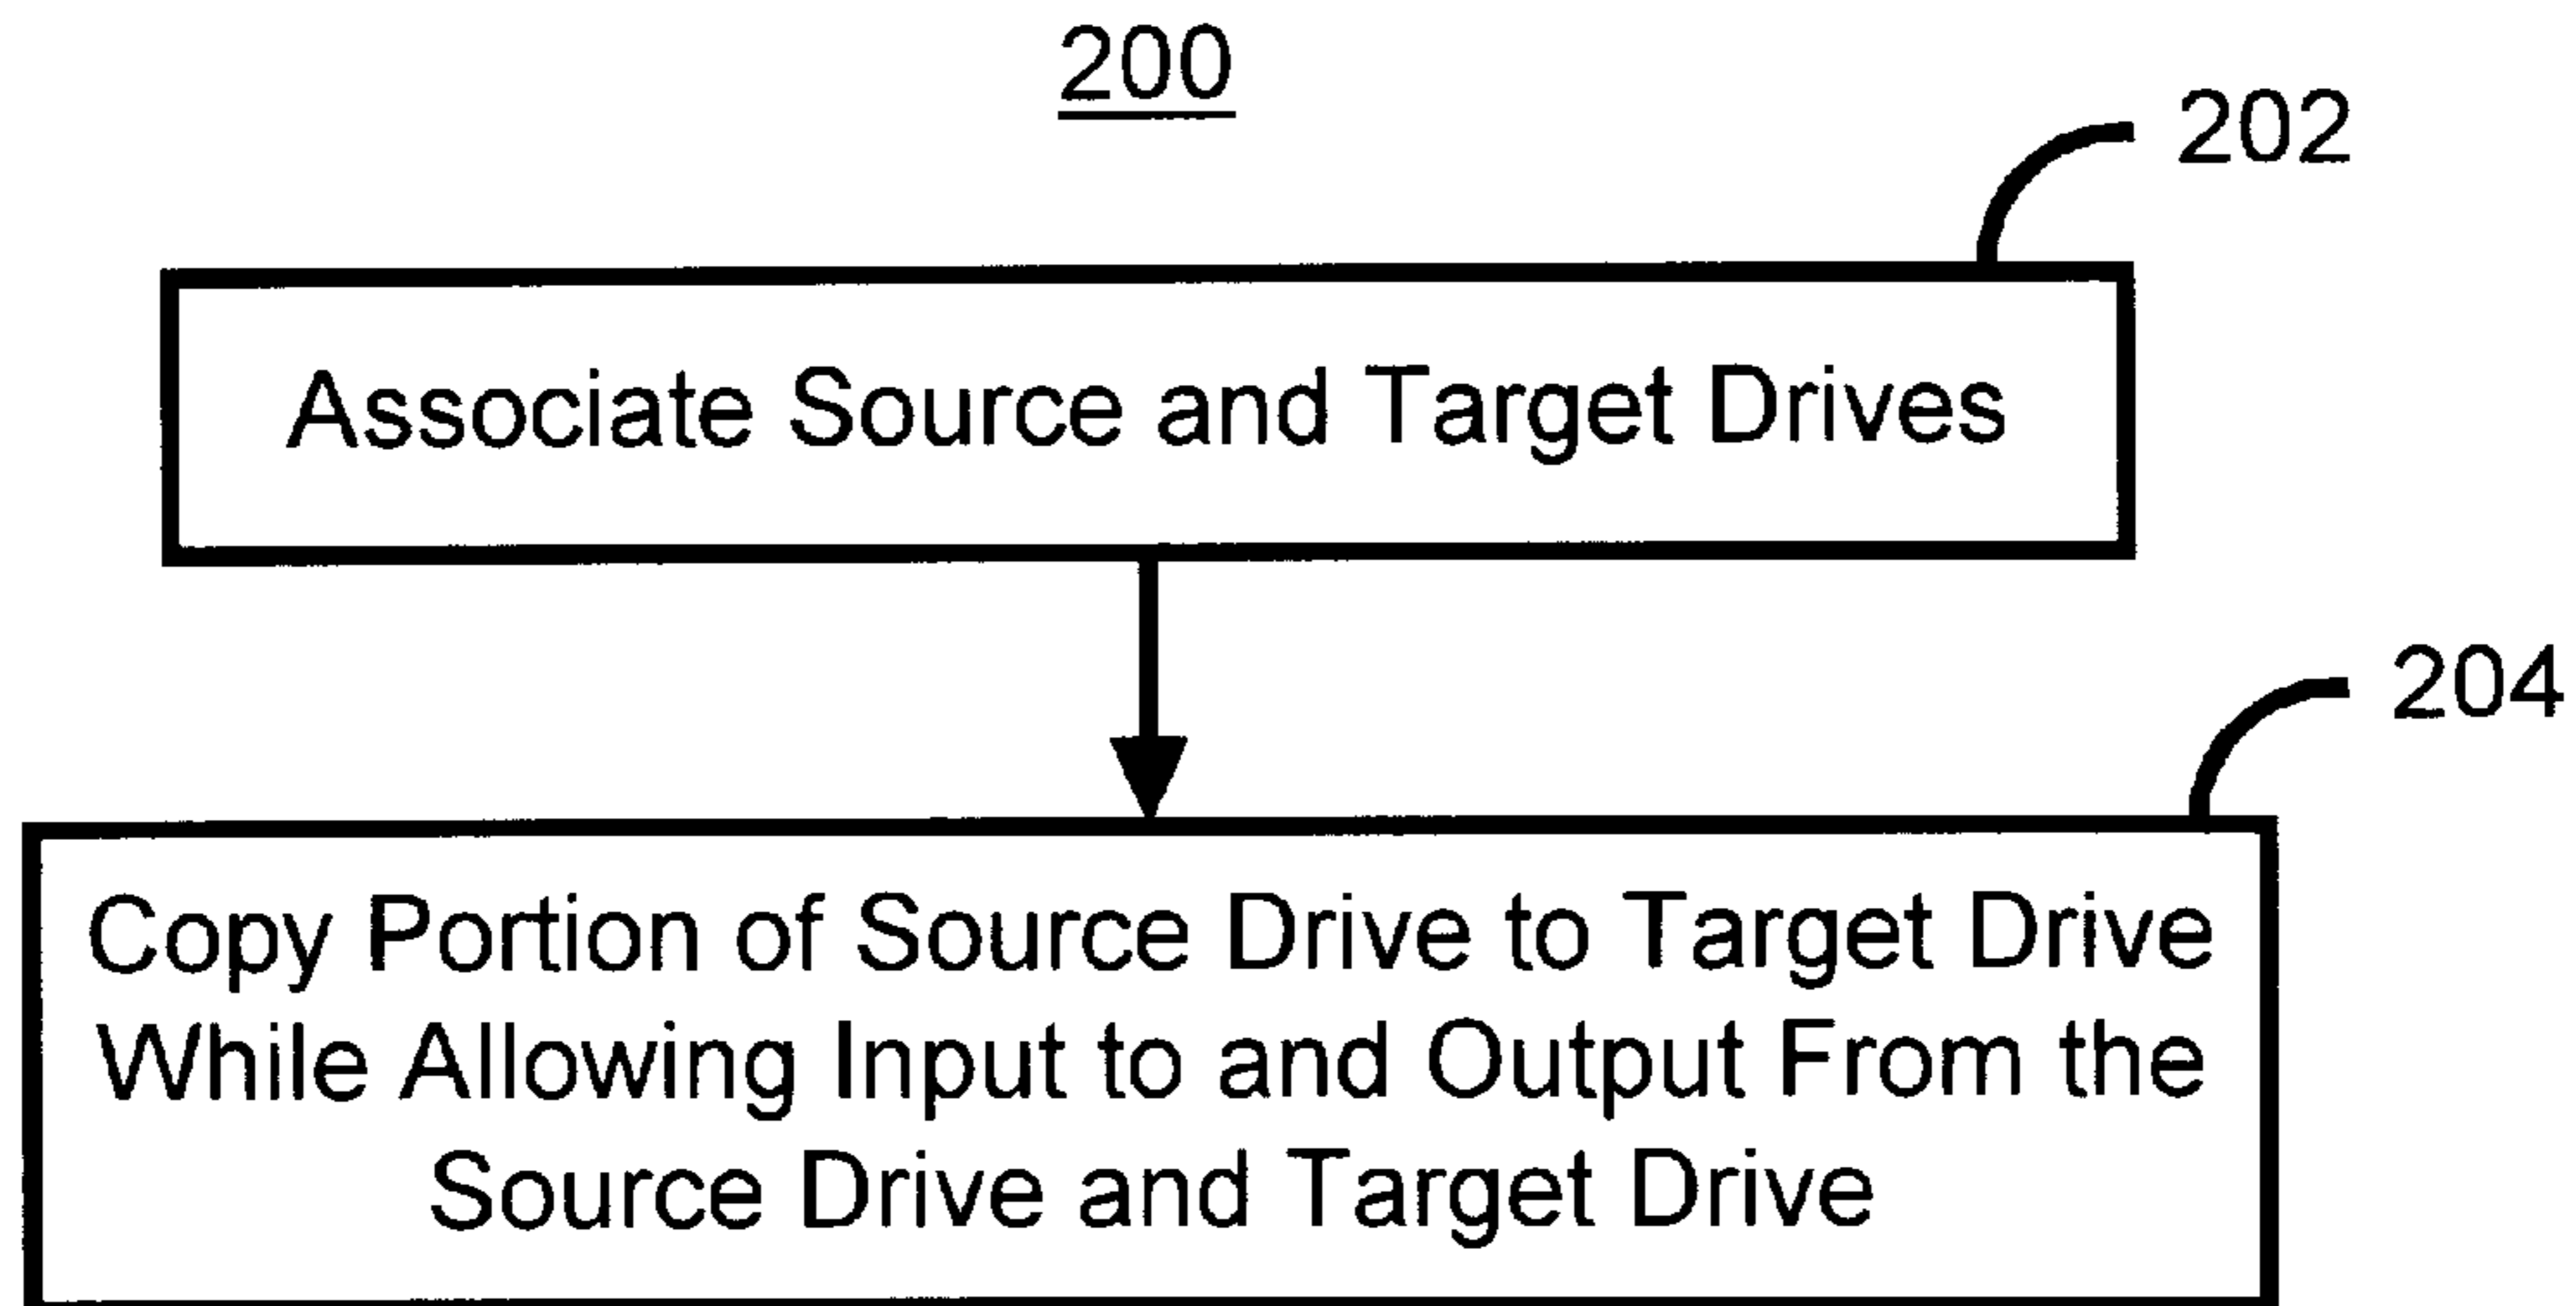 200
202
Associate Source and Target Drives
204
Copy Portion of Source Drive to Target Drive
While Allowing Input to and Output From the
Source Drive and Target Drive